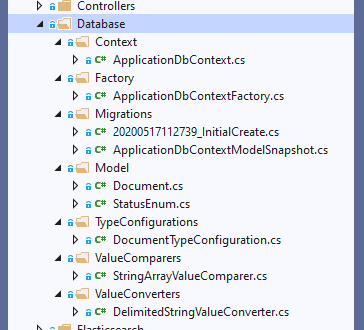 Controllers
Database
Context
C# ApplicationDbContext.cs
Factory
C# ApplicationDbContextFactory.cs
Migrations
C# 20200517112739_InitialCreate.cs
C# ApplicationDbContextModelSnapshot.cs
Model
C# Document.cs
C# StatusEnum.cs
TypeConfigurations
C# DocumentTypeConfiguration.cs
ValueComparers
C# StringArrayValueComparer.cs
ValueConverters
C# DelimitedStringValueConverter.cs
Elasticsearch